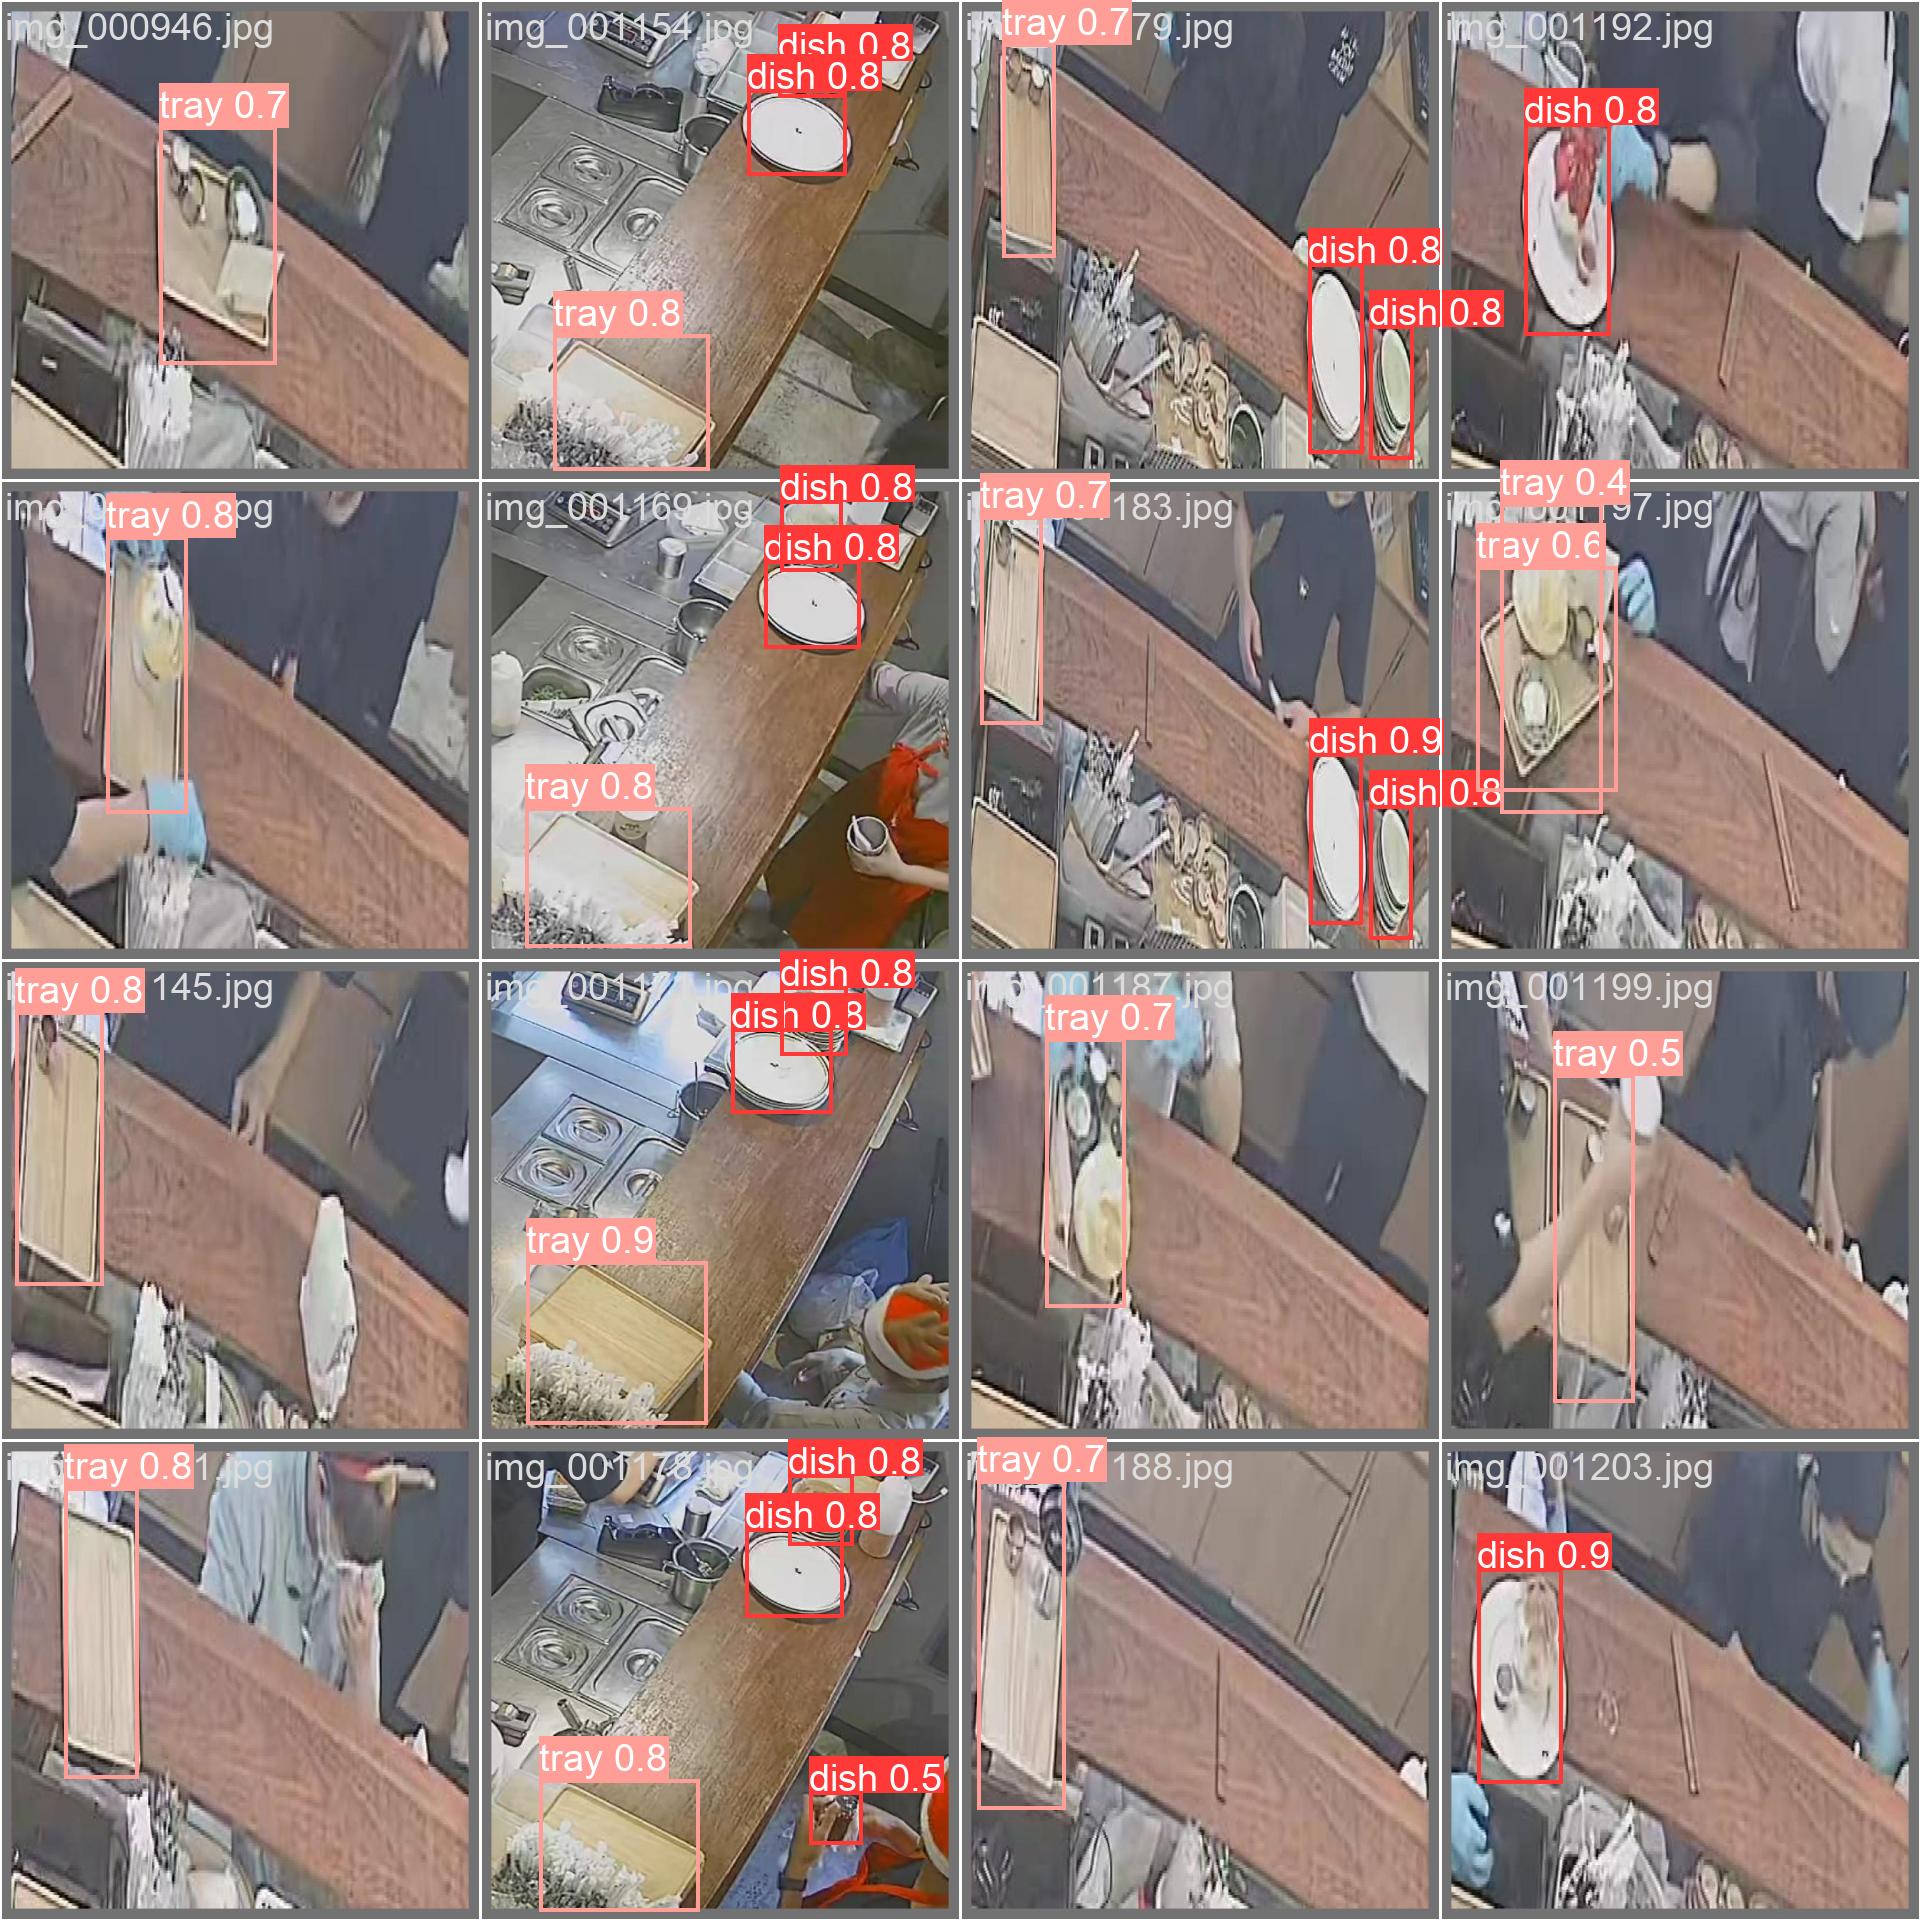 img_000946.jpg
tray 0.7
img_001154.jpg
dish 0.8
dish 0.8
tray 0.8
tray 0.7
79.jpg
dish 0.8
dish 0.8
img_001192.jpg
dish 0.8
tray 0.8
pg
img_001169.jpg
dish 0.8
dish 0.8
tray 0.8
tray 0.7
183.jpg
dish 0.9
dish 0.8
tray 0.4
97.jpg
tray 0.6
tray 0.8
145.jpg
dish 0.8
dish 0.8
tray 0.9
img_001187.jpg
tray 0.7
img_001199.jpg
tray 0.5
tray 0.8
1.jpg
img_001178.jpg
dish 0.8
dish 0.8
tray 0.8
dish 0.5
tray 0.7
188.jpg
img_001203.jpg
dish 0.9